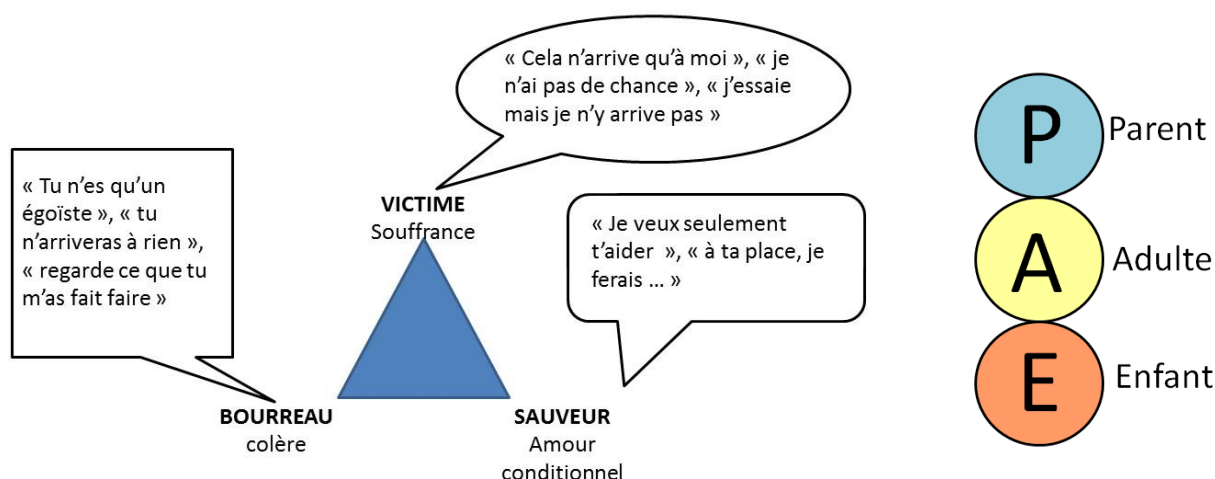 « Cela n’arrive qu’à moi », « je
n’ai pas de chance », « j’essaie
mais je n’y arrive pas »
« Tu n’es qu’un
égoïste », « tu
n’arriveras à rien »,
« regarde ce que tu
m’as fait faire »
VICTIME
Souffrance
« Je veux seulement
t’aider », « à ta place, je
ferais ... »
BOURREAU
colère
SAUVEUR
Amour
conditionnel
P
Parent
A
Adulte
E
Enfant